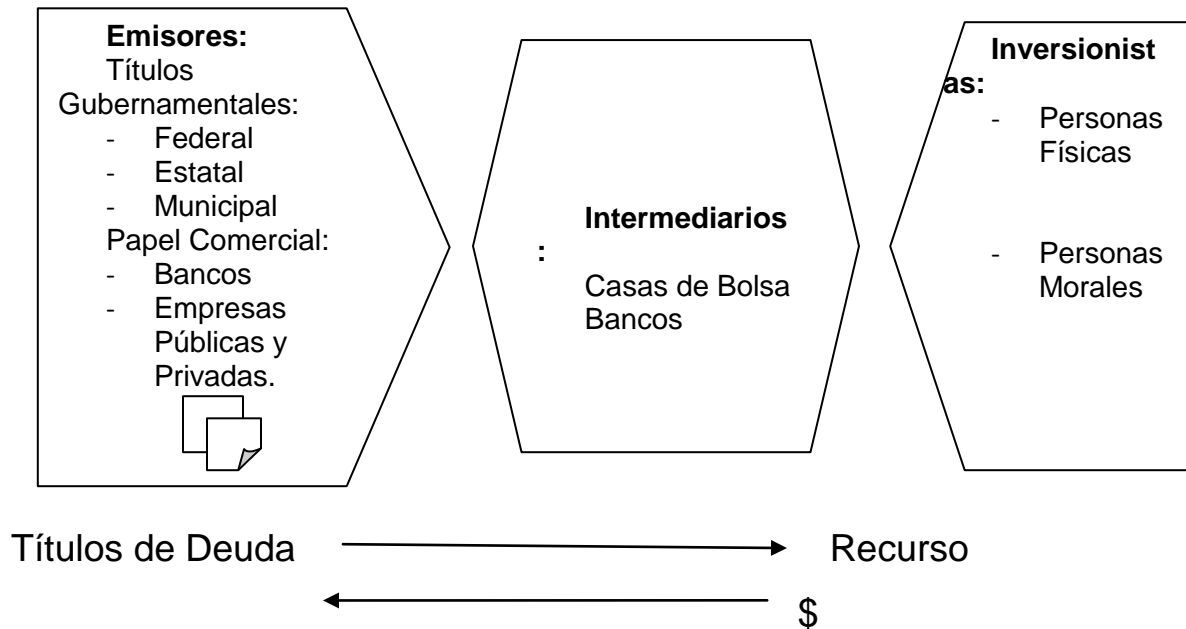 Emisores:
Títulos
Gubernamentales:
- Federal
- Estatal
- Municipal
Papel Comercial:
- Bancos
- Empresas
Públicas y
Privadas.
Intermediarios
:
Casas de Bolsa
Bancos
Inversionist
as:
- Personas
Físicas
- Personas
Morales
Títulos de Deuda
Recurso
$